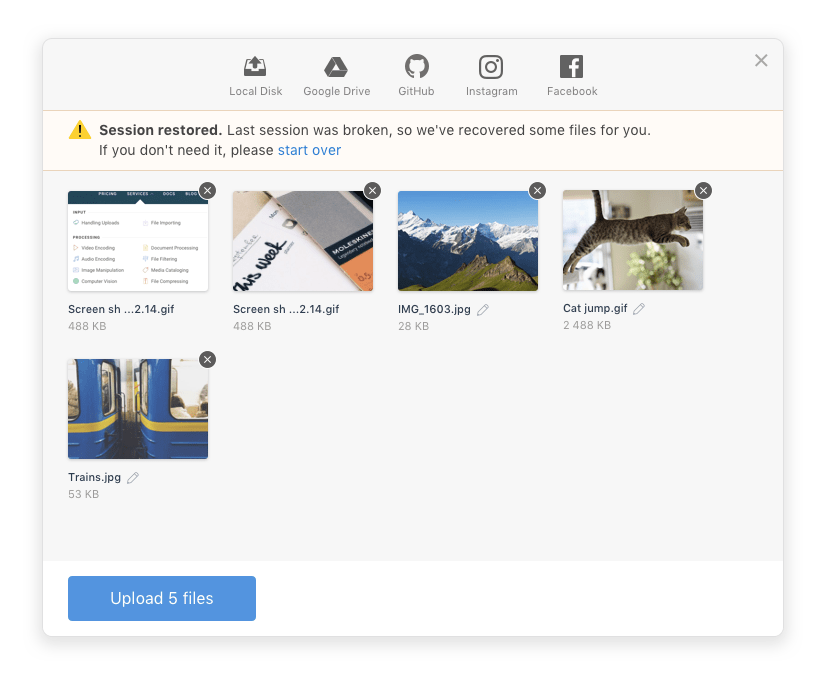 Local Disk
Google Drive
GitHub
Instagram
Facebook
Session restored. Last session was broken, so we've recovered some files for you.
If you don't need it, please start over
PRICING SERVICES DOCS BLOG
INPUT
Handling Uploads File Importing
PROCESSING
Video Encoding Document Processing
Audio Encoding File Filtering
Image Manipulation Media Cataloging
Computer Vision File Compressing
this week
MOLESKINE
0.5
Screen sh ...2.14.gif
488 KB
Screen sh ...2.14.gif
488 KB
IMG_1603.jpg
28 KB
Cat jump.gif
2 488 KB
Trains.jpg
53 KB
Upload 5 files